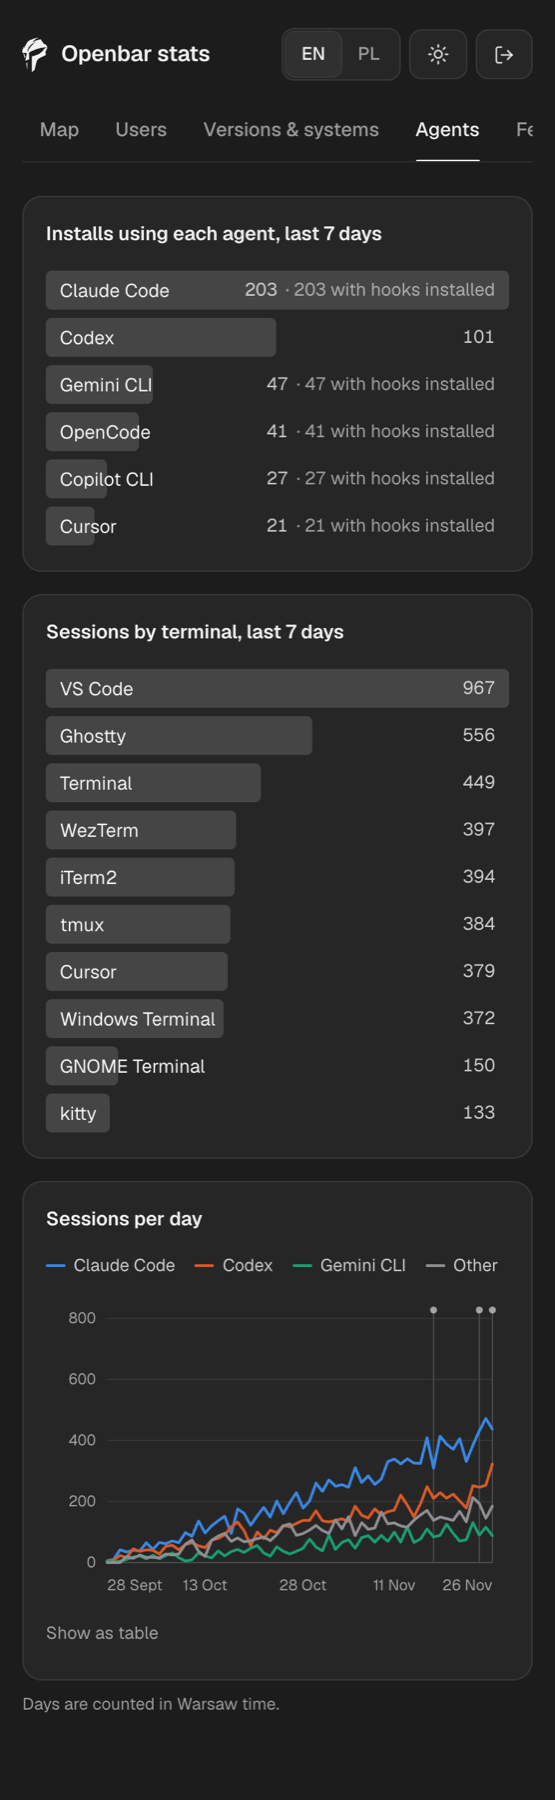 Openbar stats EN PL
Map Users Versions & systems Agents Fe
Installs using each agent, last 7 days
Claude Code 203 · 203 with hooks installed
Codex 101
Gemini CLI 47 · 47 with hooks installed
OpenCode 41 · 41 with hooks installed
Copilot CLI 27 · 27 with hooks installed
Cursor 21 · 21 with hooks installed
Sessions by terminal, last 7 days
VS Code 967
Ghostty 556
Terminal 449
WezTerm 397
iTerm2 394
tmux 384
Cursor 379
Windows Terminal 372
GNOME Terminal 150
kitty 133
Sessions per day
Claude Code Codex Gemini CLI Other
800
600
400
200
0
28 Sept 13 Oct 28 Oct 11 Nov 26 Nov
Show as table
Days are counted in Warsaw time.